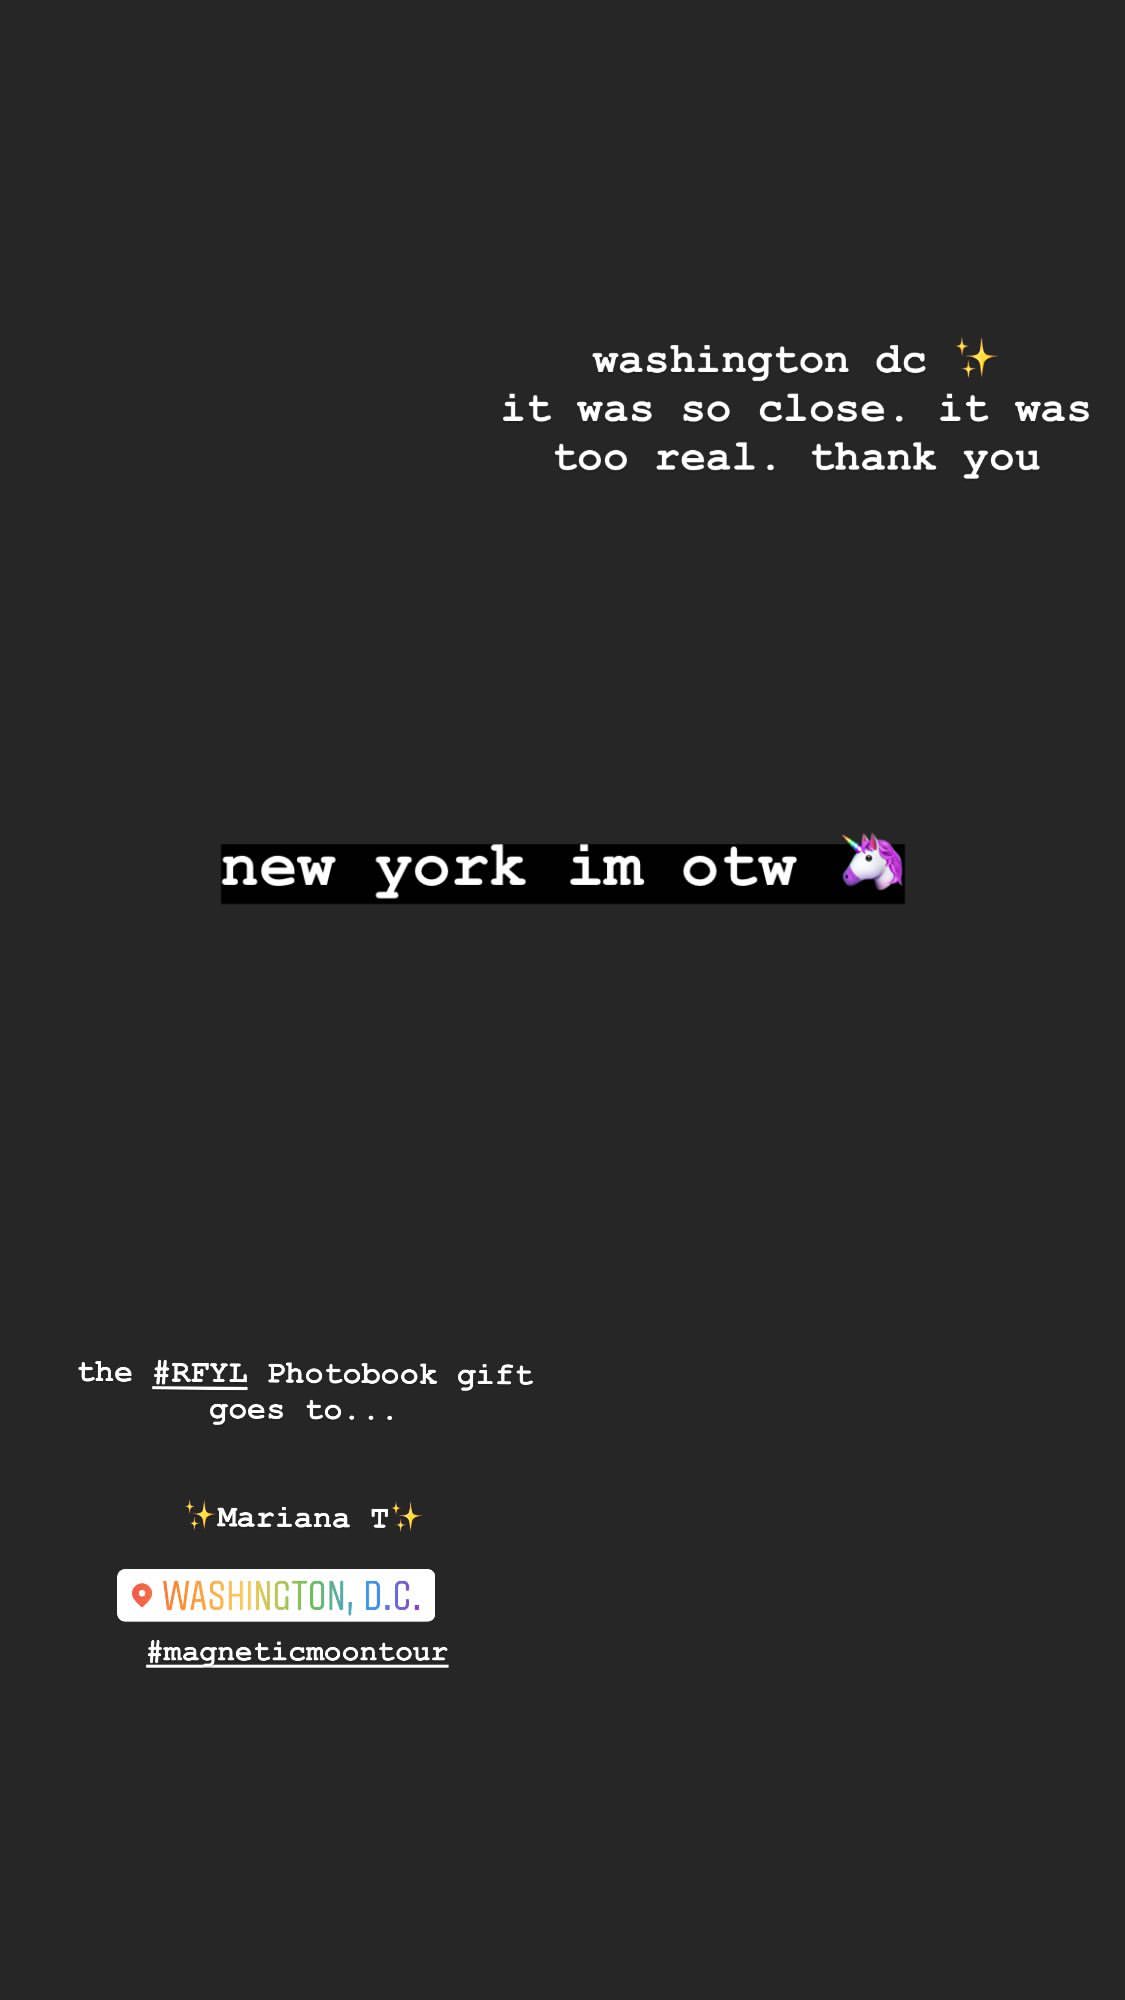 washington dc ✨
it was so close. it was
too real. thank you
new york im otw 🦄
the #RFYL Photobook gift
goes to...
✨Mariana T✨
WASHINGTON, D.C.
#magneticmoontour